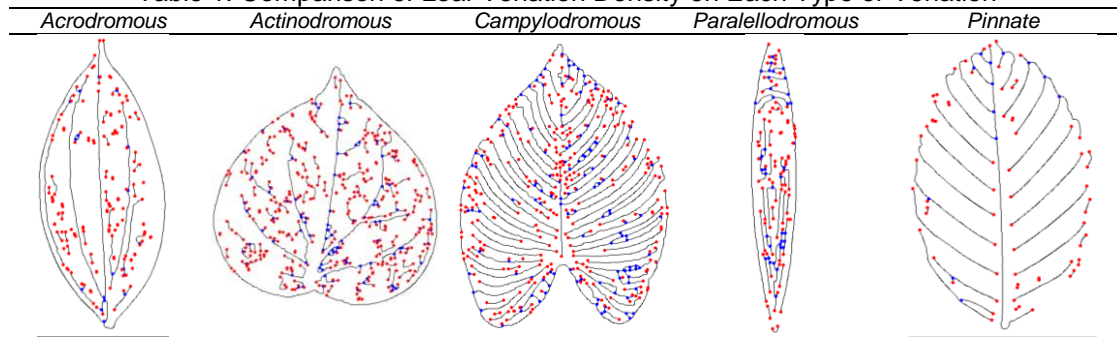 Table 1. Comparison of Leaf Venation Density on Each Type of Venation
Acrodromous Actinodromous Campylodromous Paralellodromous Pinnate